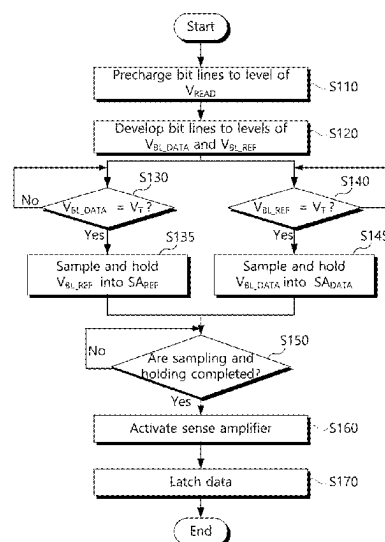 Start
Precharge bit lines to level of
VREAD
S110
Develop bit lines to levels of
VBL_DATA and VBL_REF
S120
S130
S140
No
VBL_DATA = VT ?
VBL_REF = VT ?
Yes
Yes
S135
S145
Sample and hold
VBL_REF into SAREF
Sample and hold
VBL_DATA into SADATA
No
S150
Are sampling and
holding completed?
Yes
Activate sense amplifier
S160
Latch data
S170
End